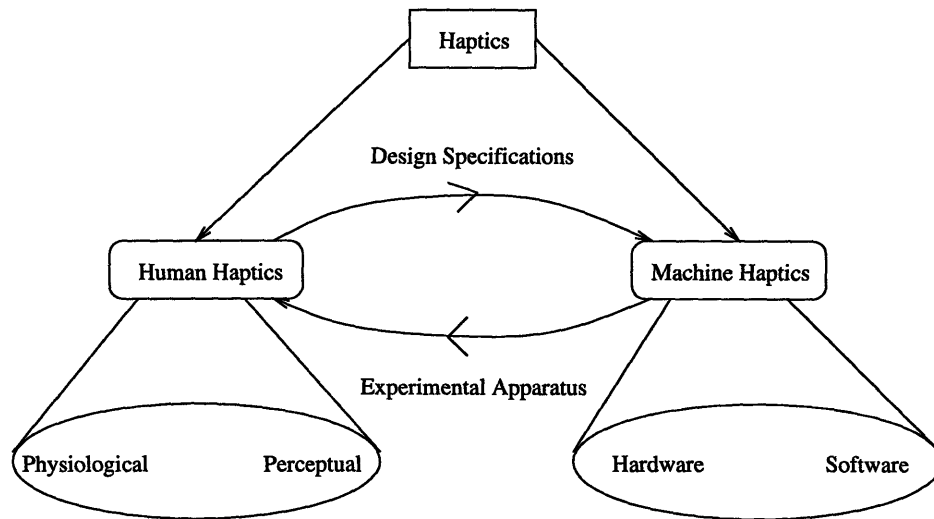 Haptics
Design Specifications
Human Haptics
Machine Haptics
Experimental Apparatus
Physiological
Perceptual
Hardware
Software